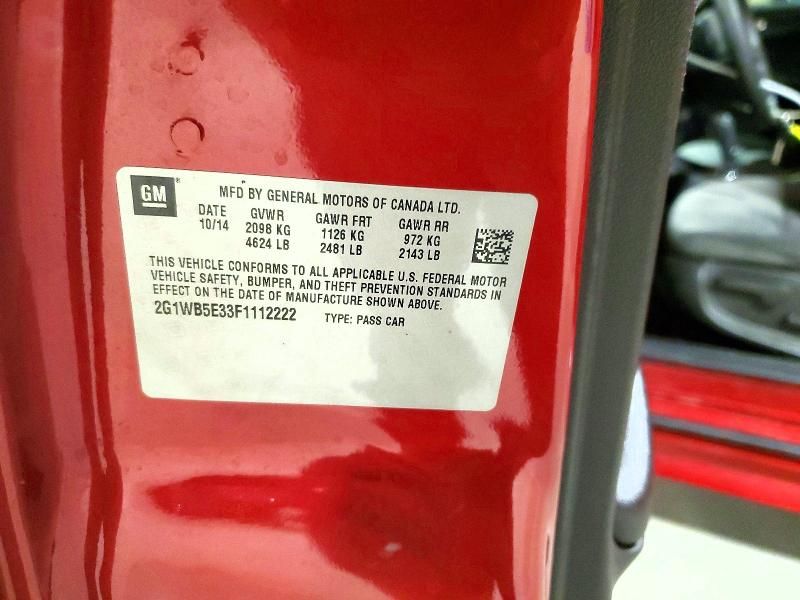 GM
MFD BY GENERAL MOTORS OF CANADA LTD.
DATE GVWR GAWR FRT GAWR RR
10/14 2098 KG 1126 KG 972 KG
4624 LB 2481 LB 2143 LB
THIS VEHICLE CONFORMS TO ALL APPLICABLE U.S. FEDERAL MOTOR
VEHICLE SAFETY, BUMPER, AND THEFT PREVENTION STANDARDS IN
EFFECT ON THE DATE OF MANUFACTURE SHOWN ABOVE.
2G1WB5E33F1112222 TYPE: PASS CAR